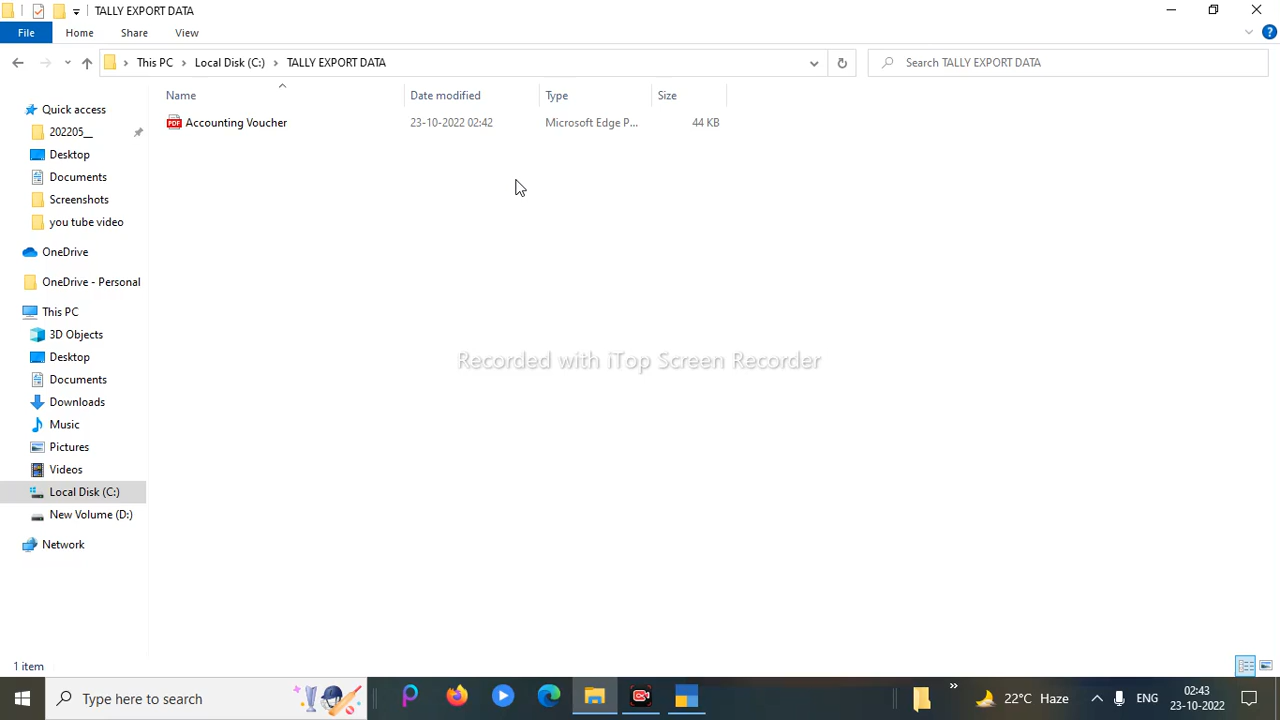 TALLY EXPORT DATA
File Home Share View
This PC Local Disk (C:) TALLY EXPORT DATA
Search TALLY EXPORT DATA
Name Date modified Type Size
Accounting Voucher 23-10-2022 02:42 Microsoft Edge P... 44 KB
Quick access
202205__
Desktop
Documents
Screenshots
you tube video
OneDrive
OneDrive - Personal
This PC
3D Objects
Desktop
Documents
Downloads
Music
Pictures
Videos
Local Disk (C:)
New Volume (D:)
Network
Recorded with iTop Screen Recorder
1 item
Type here to search
22°C Haze
ENG
02:43
23-10-2022